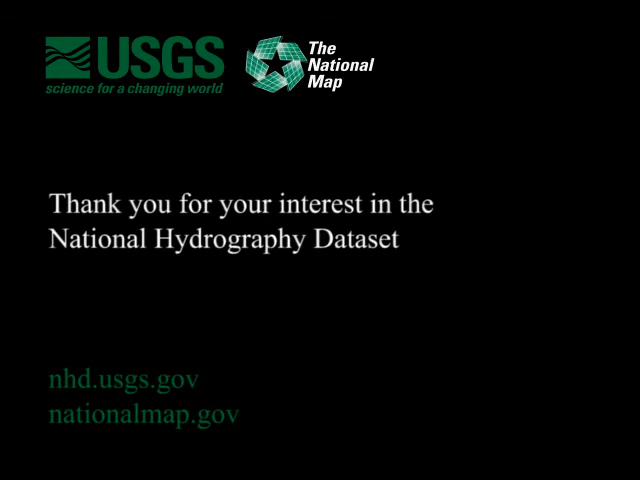 USGS
science for a changing world
The
National
Map
Thank you for your interest in the
National Hydrography Dataset
nhd.usgs.gov
nationalmap.gov